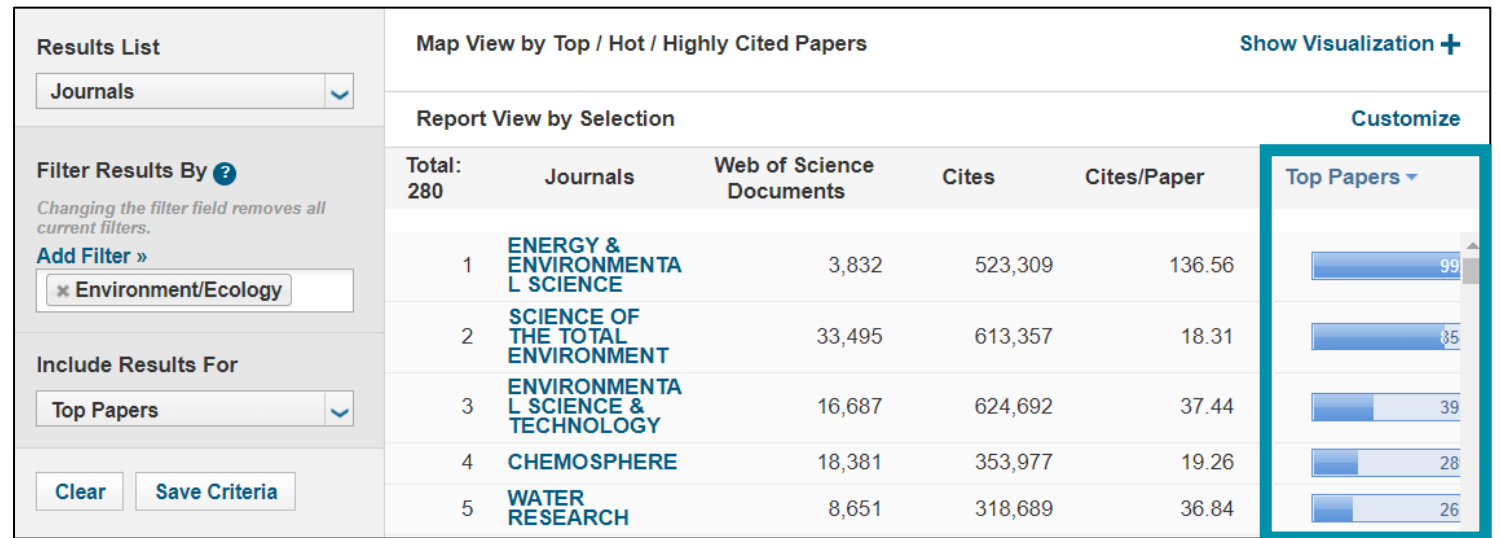 Results List
Journals
Filter Results By ?
Changing the filter field removes all
current filters.
Add Filter »
× Environment/Ecology
Include Results For
Top Papers
Clear Save Criteria
Map View by Top / Hot / Highly Cited Papers Show Visualization +
Report View by Selection Customize
Total:
280
Journals
Web of Science
Documents
Cites
Cites/Paper
Top Papers
1
ENERGY &
ENVIRONMENTA
L SCIENCE
3,832 523,309 136.56
2
SCIENCE OF
THE TOTAL
ENVIRONMENT
33,495 613,357 18.31
3
ENVIRONMENTA
L SCIENCE &
TECHNOLOGY
16,687 624,692 37.44 39
4 CHEMOSPHERE 18,381 353,977 19.26 28
5
WATER
RESEARCH
8,651 318,689 36.84 26